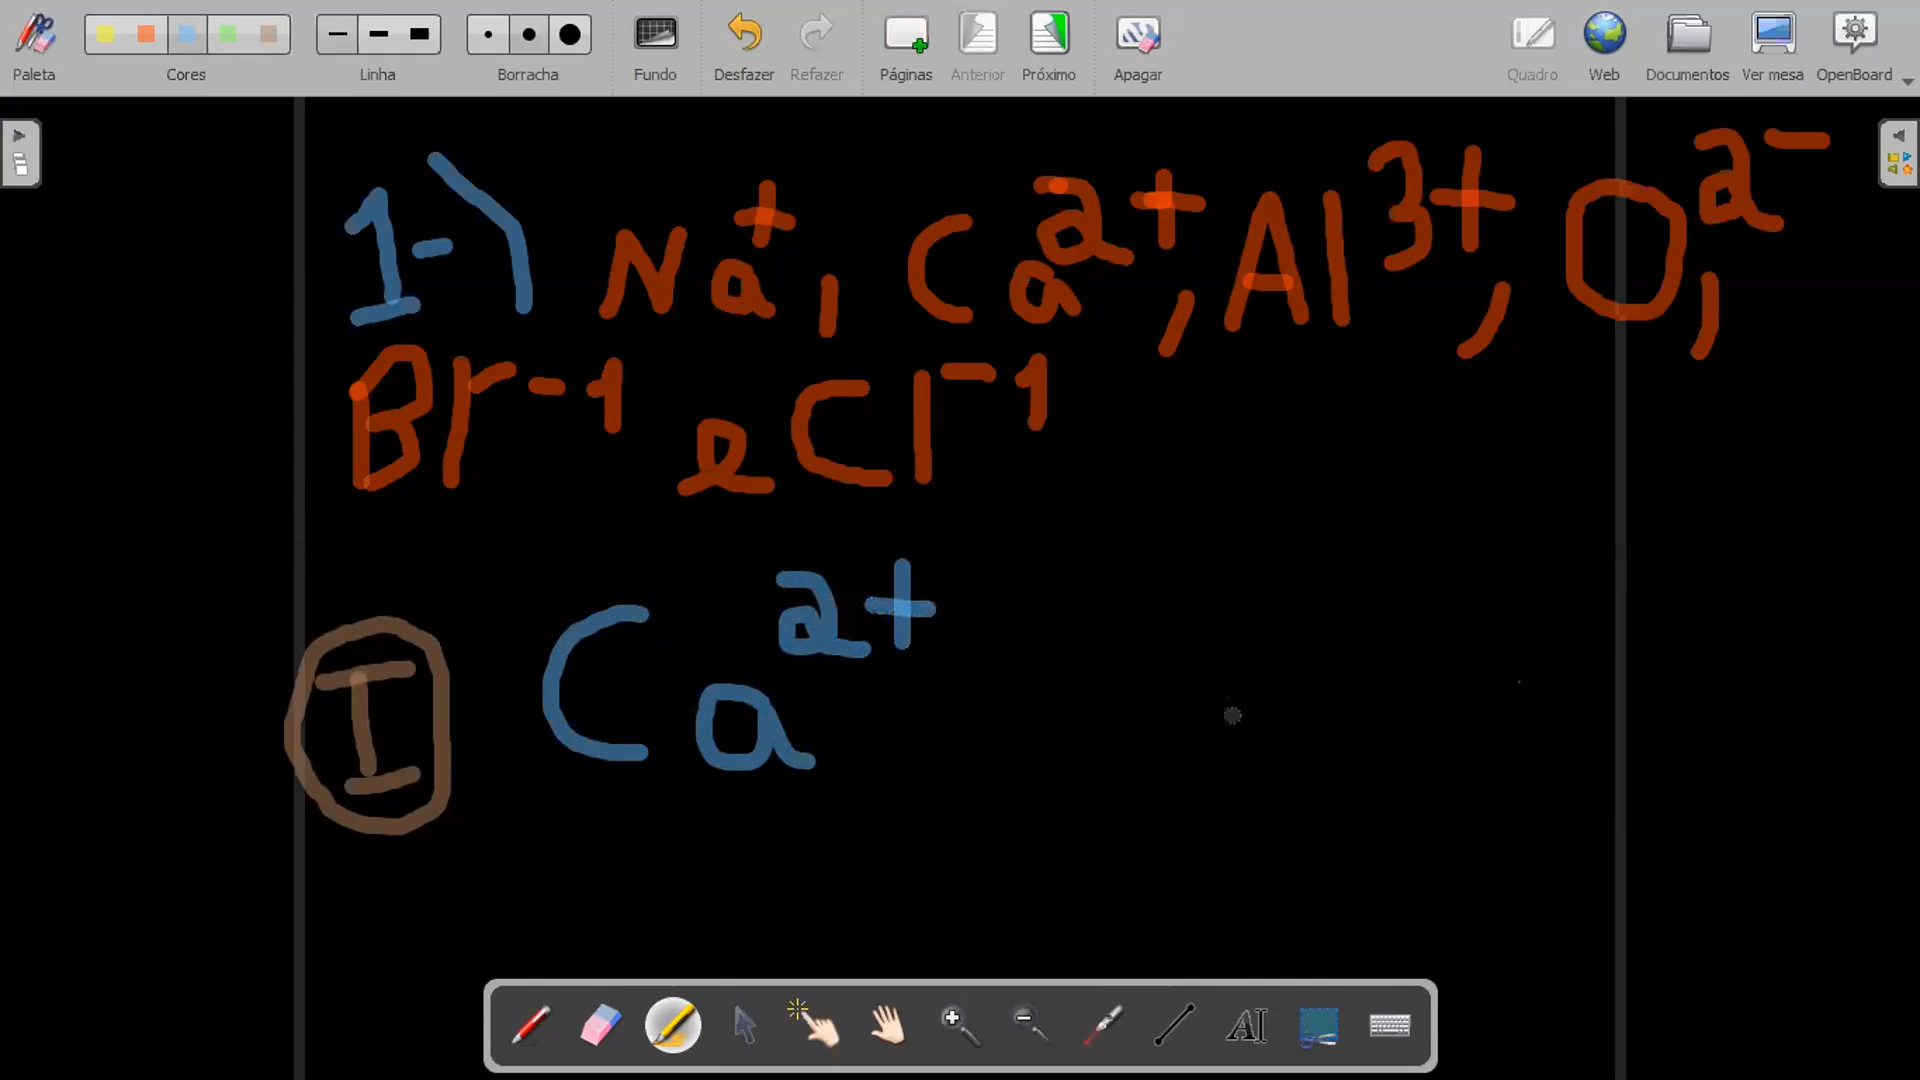 Paleta Cores Linha Borracha Fundo Desfazer Refazer Páginas Anterior Próximo Apagar Quadro Web Documentos Ver mesa OpenBoard
1-) Na⁺, Ca²⁺, Al³⁺, O²⁻,
Br⁻¹ e Cl⁻¹
I Ca²⁺
AI